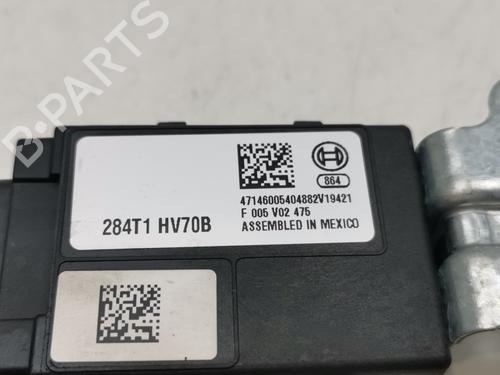 B-PARTS
864
47146005404882V19421
F 005 V02 475
284T1 HV70B
ASSEMBLED IN MEXICO